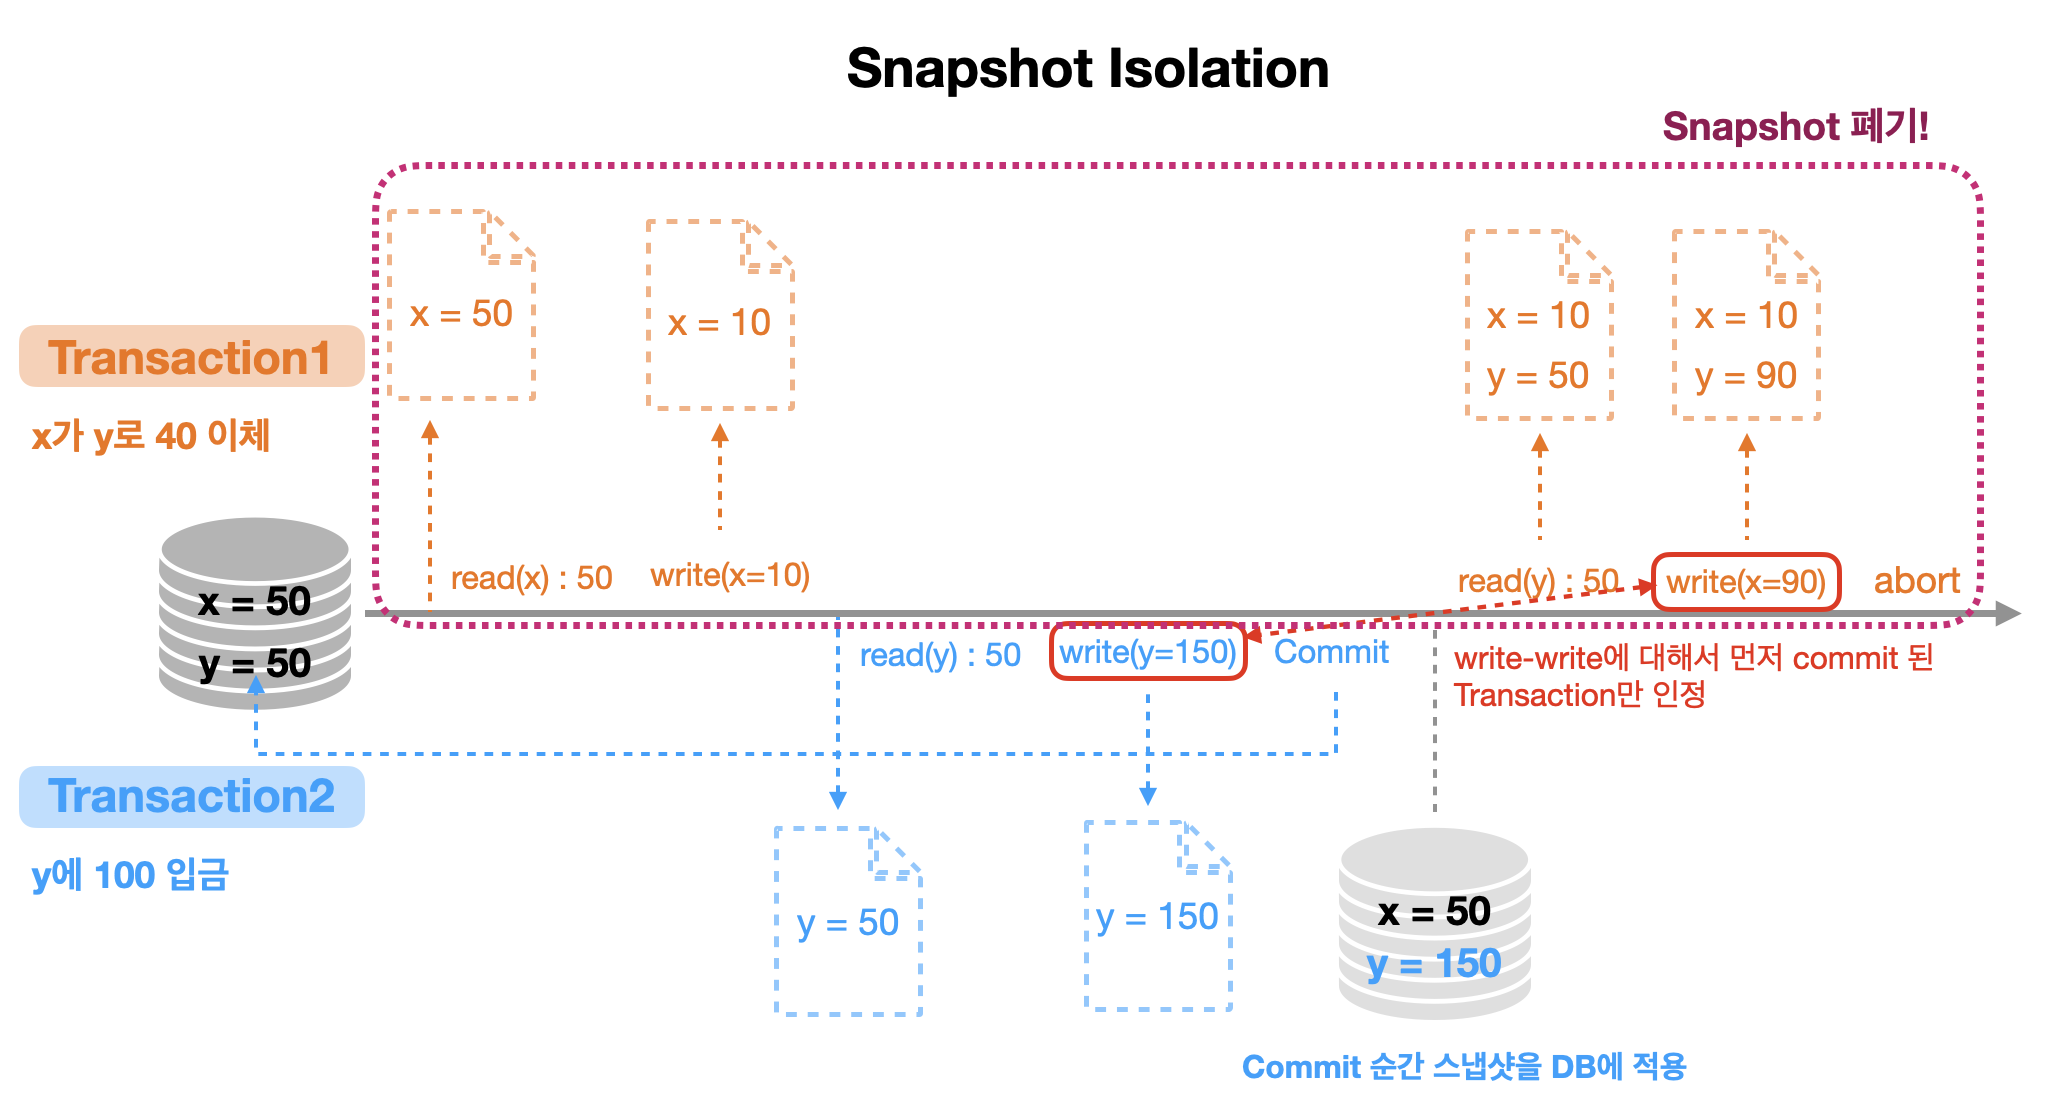 Snapshot Isolation
Snapshot 폐기!
x = 50
x = 10
x = 10
y = 50
x = 10
y = 90
Transaction1
x가 y로 40 이체
x = 50
y = 50
read(x) : 50
write(x=10)
read(y) : 50
write(x=90)
abort
read(y) : 50
write(y=150)
Commit
write-write에 대해서 먼저 commit 된
Transaction만 인정
Transaction2
y에 100 입금
y = 50
y = 150
x = 50
y = 150
Commit 순간 스냅샷을 DB에 적용